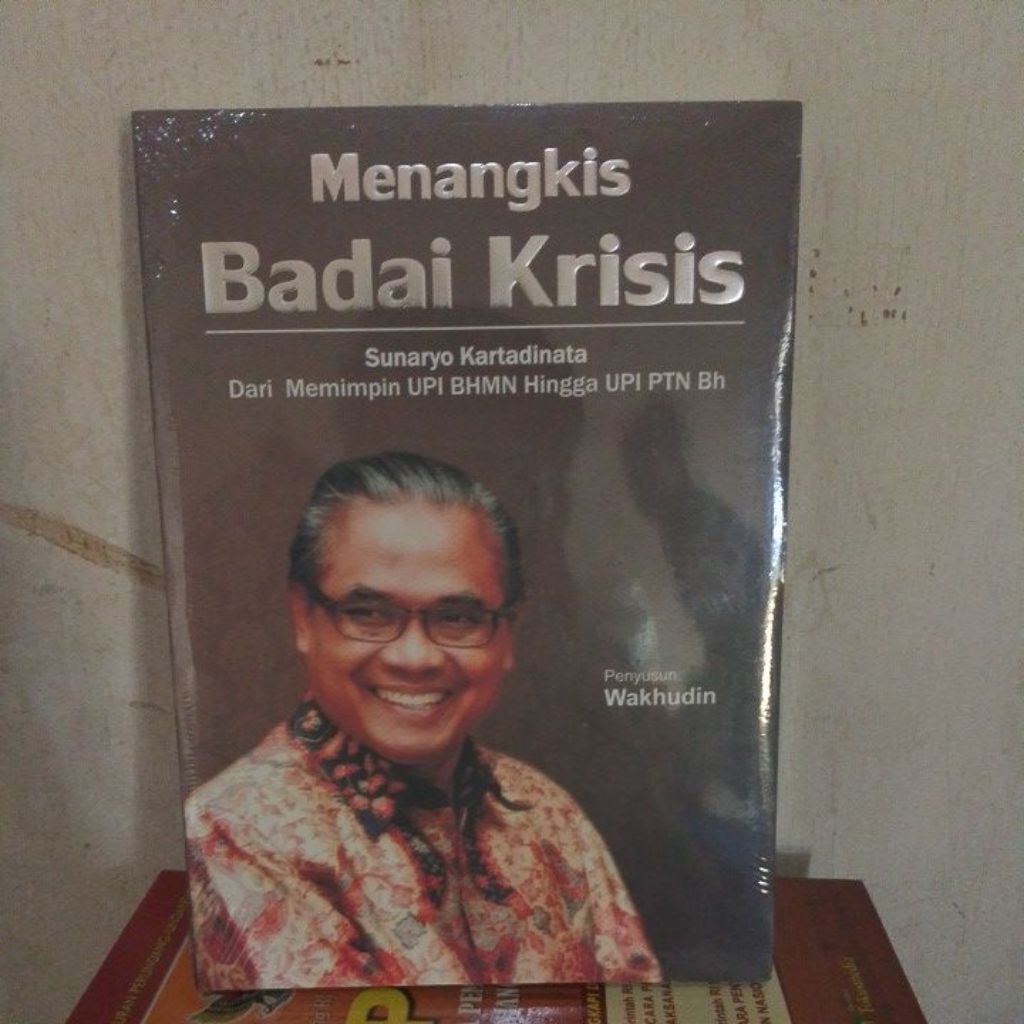 Menangkis
Badai Krisis
Sunaryo Kartadinata
Dari Memimpin UPI BHMN Hingga UPI PTN Bh
Penyusun:
Wakhudin